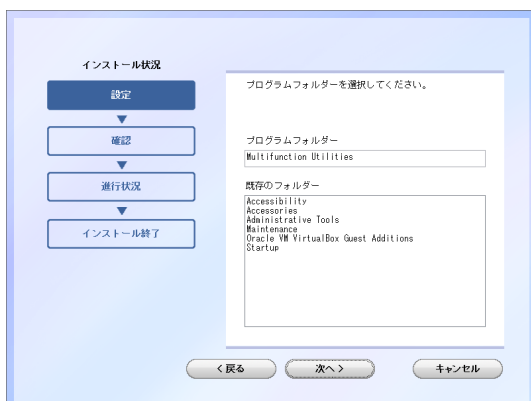 インストール状況
設定
確認
進行状況
インストール終了
プログラムフォルダーを選択してください。
プログラムフォルダー
Multifunction Utilities
既存のフォルダー
Accessibility
Accessories
Administrative Tools
Maintenance
Oracle VM VirtualBox Guest Additions
Startup
< 戻る
次へ >
キャンセル